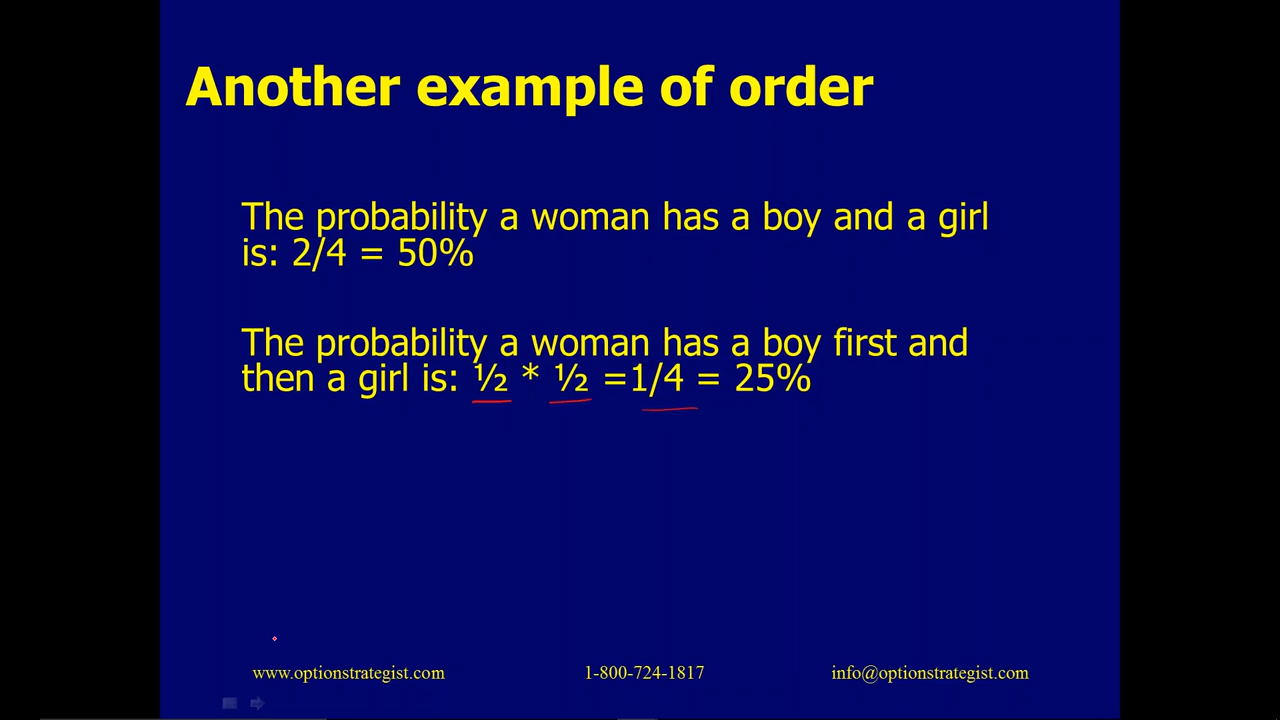 Another example of order
The probability a woman has a boy and a girl
is: 2/4 = 50%
The probability a woman has a boy first and
then a girl is: ½ * ½ =1/4 = 25%
www.optionstrategist.com
1-800-724-1817
info@optionstrategist.com